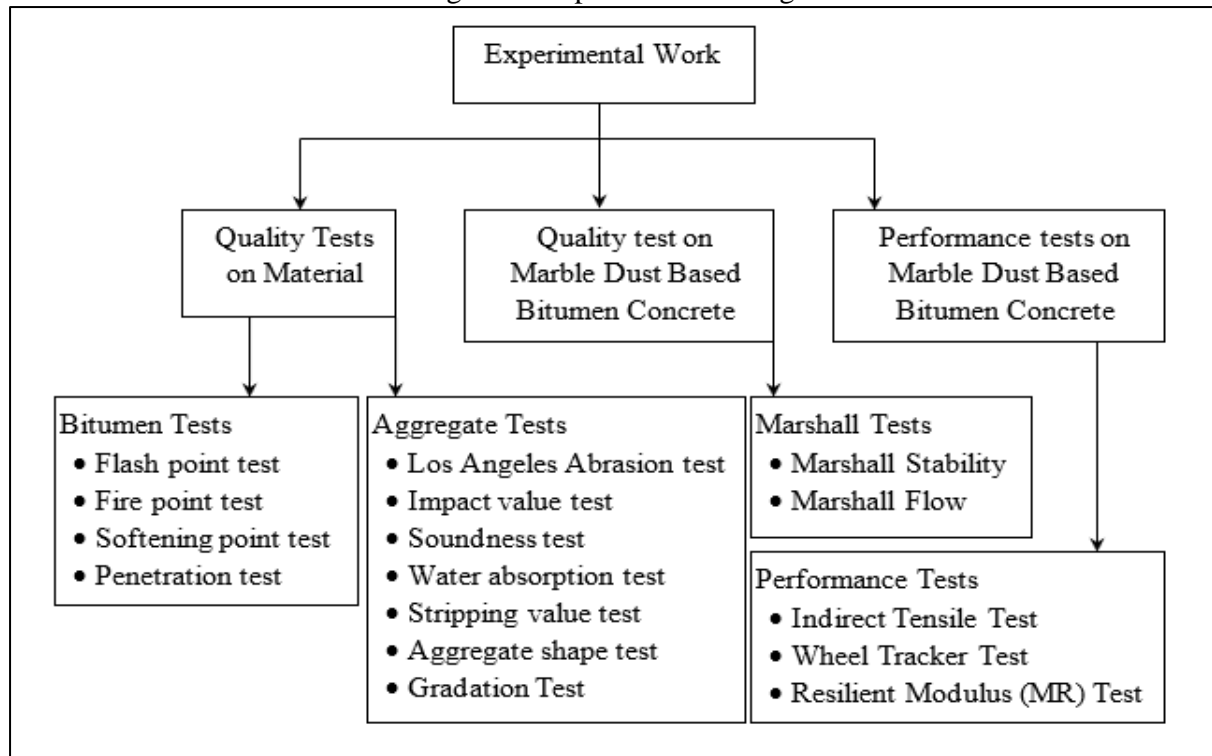 Experimental Work
Quality Tests
on Material
Quality test on
Marble Dust Based
Bitumen Concrete
Performance tests on
Marble Dust Based
Bitumen Concrete
Bitumen Tests
• Flash point test
• Fire point test
• Softening point test
• Penetration test
Aggregate Tests
• Los Angeles Abrasion test
• Impact value test
• Soundness test
• Water absorption test
• Stripping value test
• Aggregate shape test
• Gradation Test
Marshall Tests
• Marshall Stability
• Marshall Flow
Performance Tests
• Indirect Tensile Test
• Wheel Tracker Test
• Resilient Modulus (MR) Test